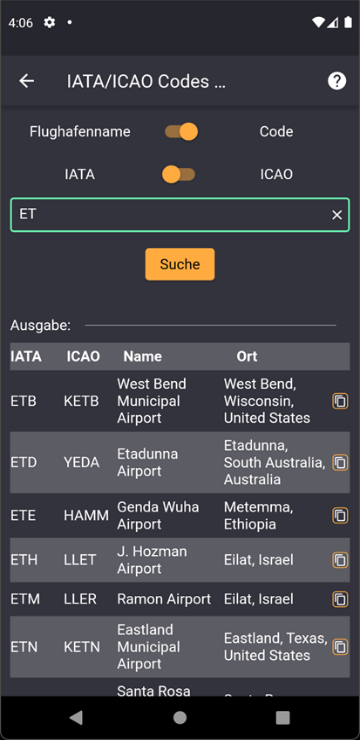 4:06
IATA/ICAO Codes ...
Flughafenname Code
IATA ICAO
ET
Suche
Ausgabe:
IATA ICAO Name Ort
ETB KETB West Bend Municipal Airport West Bend, Wisconsin, United States
ETD YEDA Etadunna Airport Etadunna, South Australia, Australia
ETE HAMM Genda Wuha Airport Metemma, Ethiopia
ETH LLET J. Hozman Airport Eilat, Israel
ETM LLER Ramon Airport Eilat, Israel
ETN KETN Eastland Municipal Airport Eastland, Texas, United States
Santa Rosa